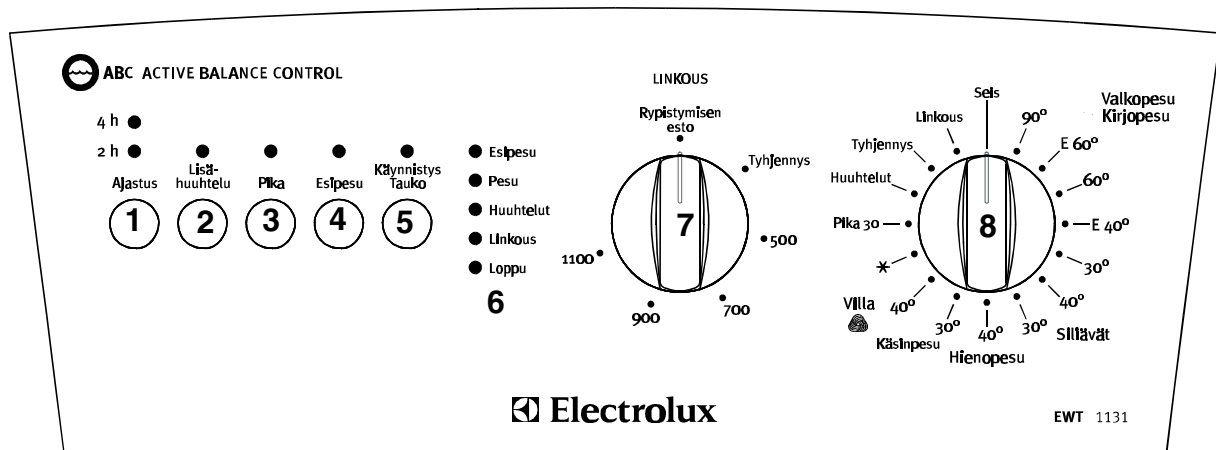 ABC ACTIVE BALANCE CONTROL
4 h
2 h
Ajastus
Lisä-
huuhtelu
Pika
Esipesu
Käynnistys
Tauko
1
2
3
4
5
Esipesu
Pesu
Huuhtelut
Linkous
Loppu
6
LINKOUS
Rypistymisen
esto
Tyhjennys
500
700
900
1100
7
Seis
Valkopesu
Kirjopesu
90°
E 60°
60°
E 40°
30°
40°
Siliävät
30°
40°
Hienopesu
30°
Käsinpesu
40°
Villa
Pika 30
Huuhtelut
Tyhjennys
Linkous
8
Electrolux
EWT 1131